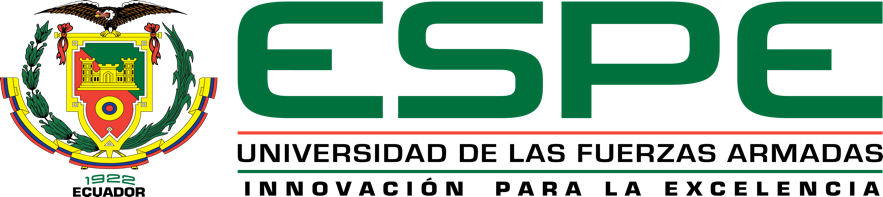 1922
ECUADOR
ESPE
UNIVERSIDAD DE LAS FUERZAS ARMADAS
INNOVACIÓN PARA LA EXCELENCIA